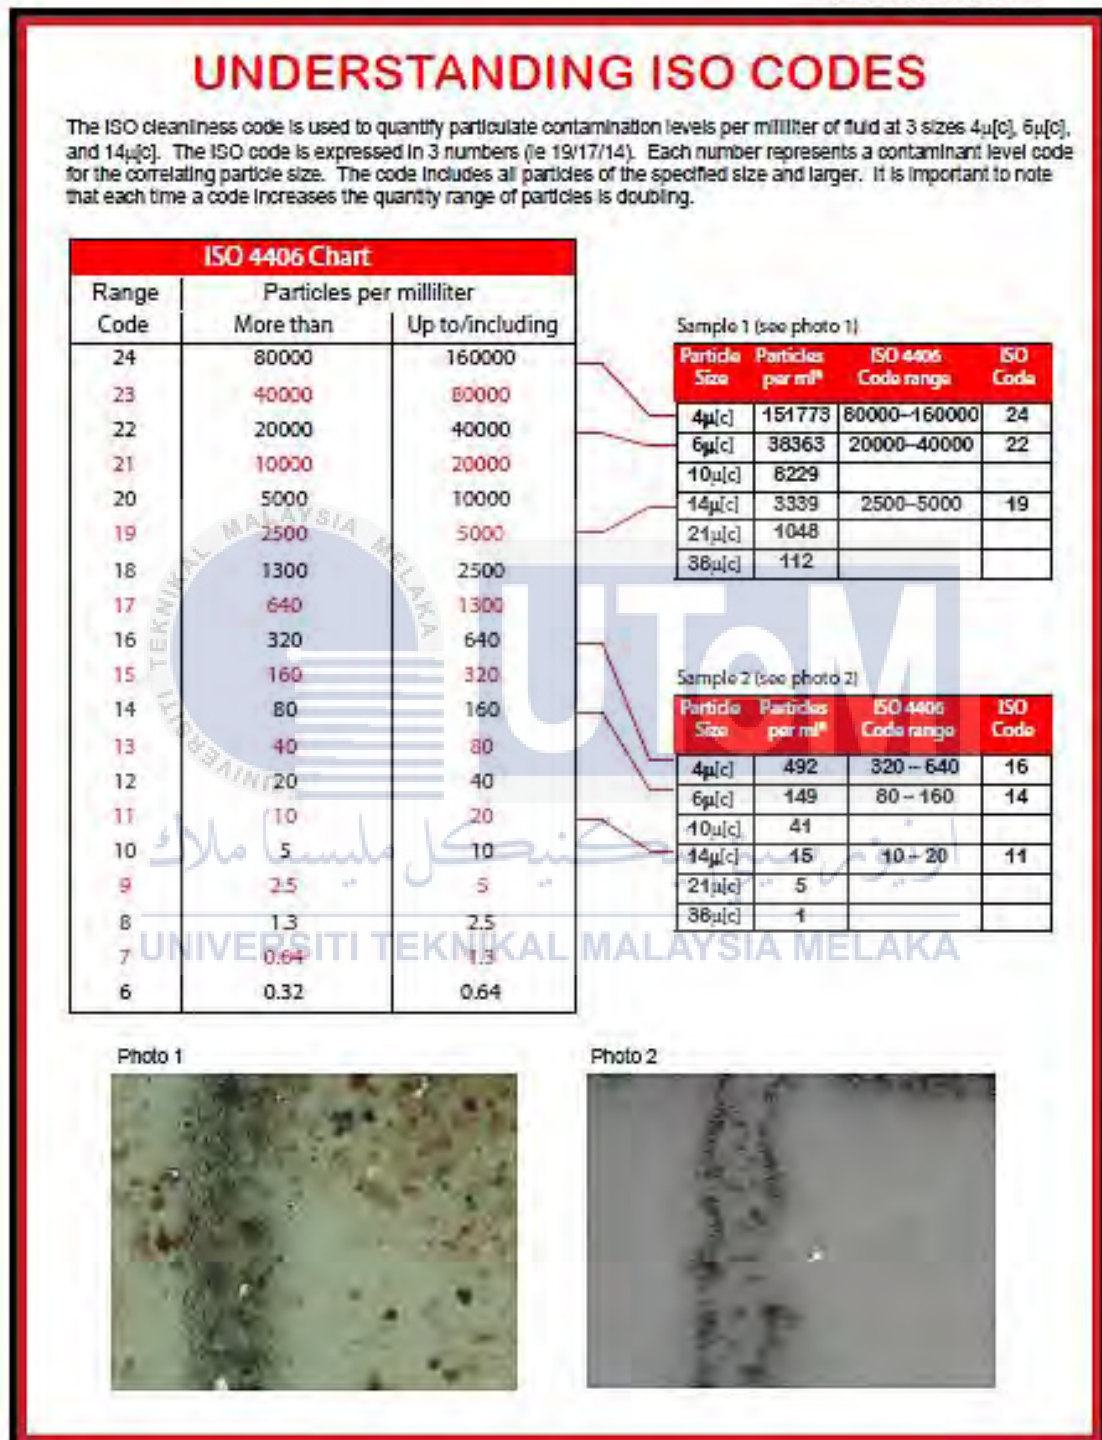 UNDERSTANDING ISO CODES
The ISO cleanliness code is used to quantify particulate contamination levels per milliliter of fluid at 3 sizes 4µ[c], 6µ[c],
and 14µ[c]. The ISO code is expressed in 3 numbers (ie 19/17/14). Each number represents a contaminant level code
for the correlating particle size. The code includes all particles of the specified size and larger. It is important to note
that each time a code increases the quantity range of particles is doubling.
ISO 4406 Chart
Range Particles per milliliter
Code More than Up to/including
24 80000 160000
23 40000 80000
22 20000 40000
21 10000 20000
20 5000 10000
19 2500 5000
18 1300 2500
17 640 1300
16 320 640
15 160 320
14 80 160
13 40 80
12 20 40
11 10 20
10 5 10
9 2.5 5
8 1.3 2.5
7 0.64 1.3
6 0.32 0.64
Sample 1 (see photo 1)
Particle Particles ISO 4406 ISO
Size per ml* Code range Code
4µ[c] 151773 80000–160000 24
6µ[c] 38363 20000–40000 22
10µ[c] 8229
14µ[c] 3339 2500–5000 19
21µ[c] 1048
38µ[c] 112
Sample 2 (see photo 2)
Particle Particles ISO 4406 ISO
Size per ml* Code range Code
4µ[c] 492 320 – 640 16
6µ[c] 149 80 – 160 14
10µ[c] 41
14µ[c] 15 10 – 20 11
21µ[c] 5
38µ[c] 1
UNIVERSITI TEKNIKAL MALAYSIA MELAKA
UTeM
اونيۏرسيتي تيكنيكل مليسيا ملاك
UNIVERSITI TEKNIKAL MALAYSIA MELAKA
Photo 1
Photo 2